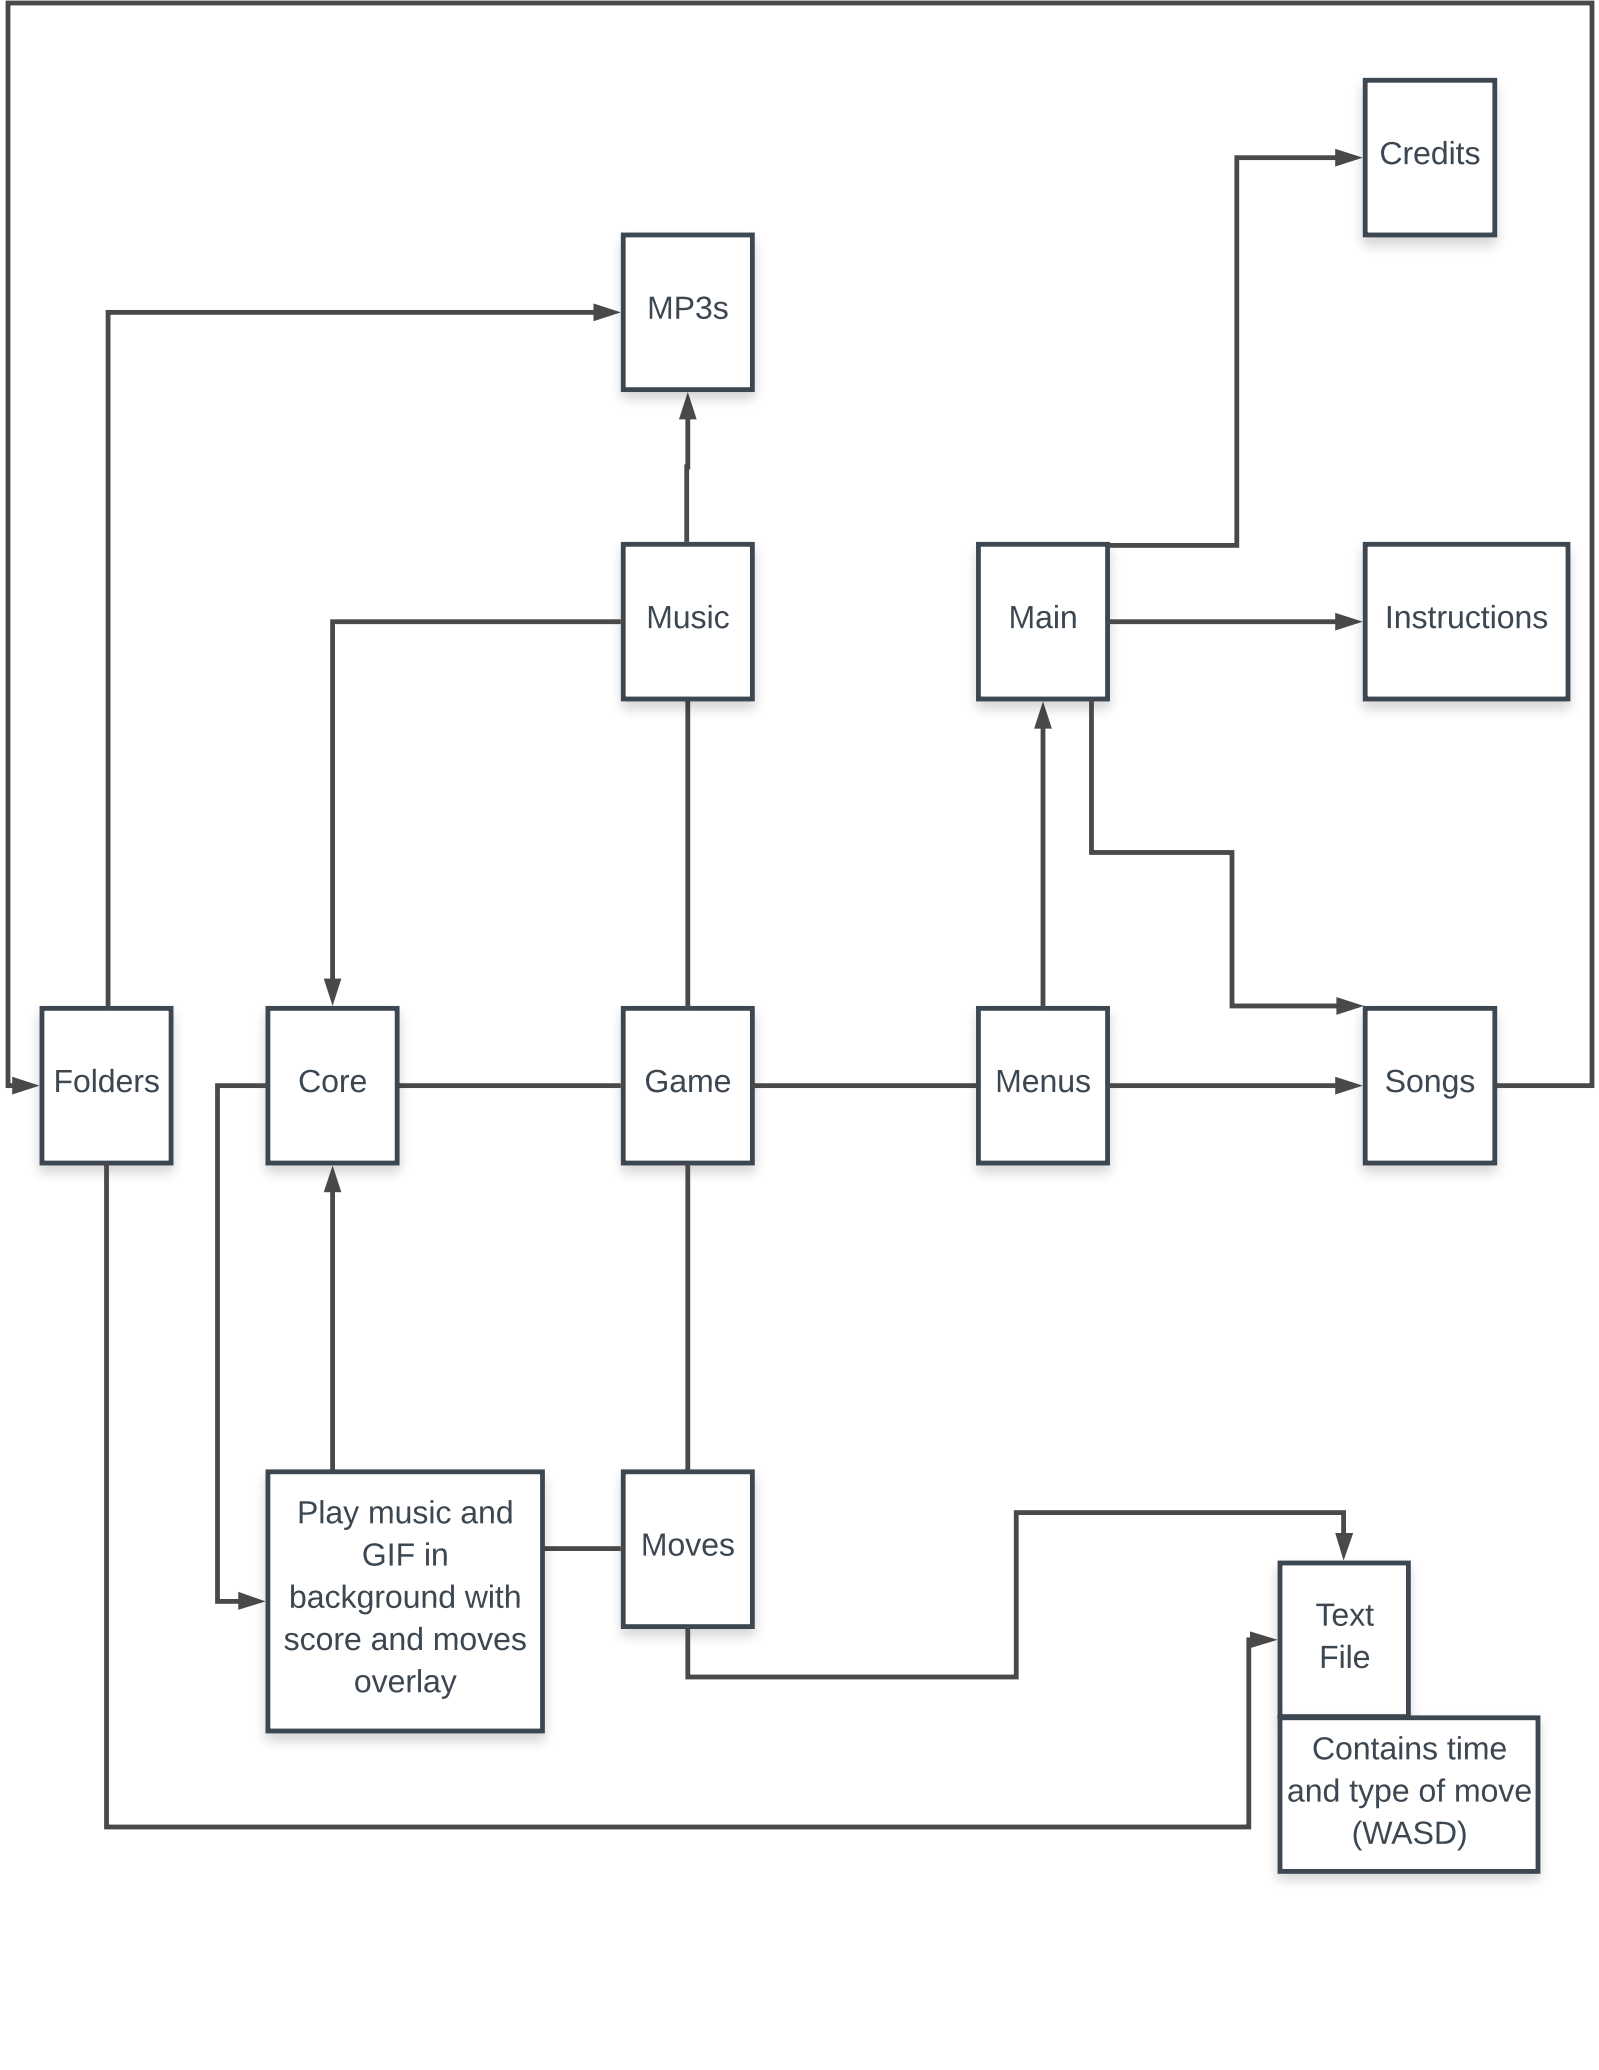 Credits
MP3s
Music
Main
Instructions
Folders
Core
Game
Menus
Songs
Play music and
GIF in
background with
score and moves
overlay
Moves
Text
File
Contains time
and type of move
(WASD)